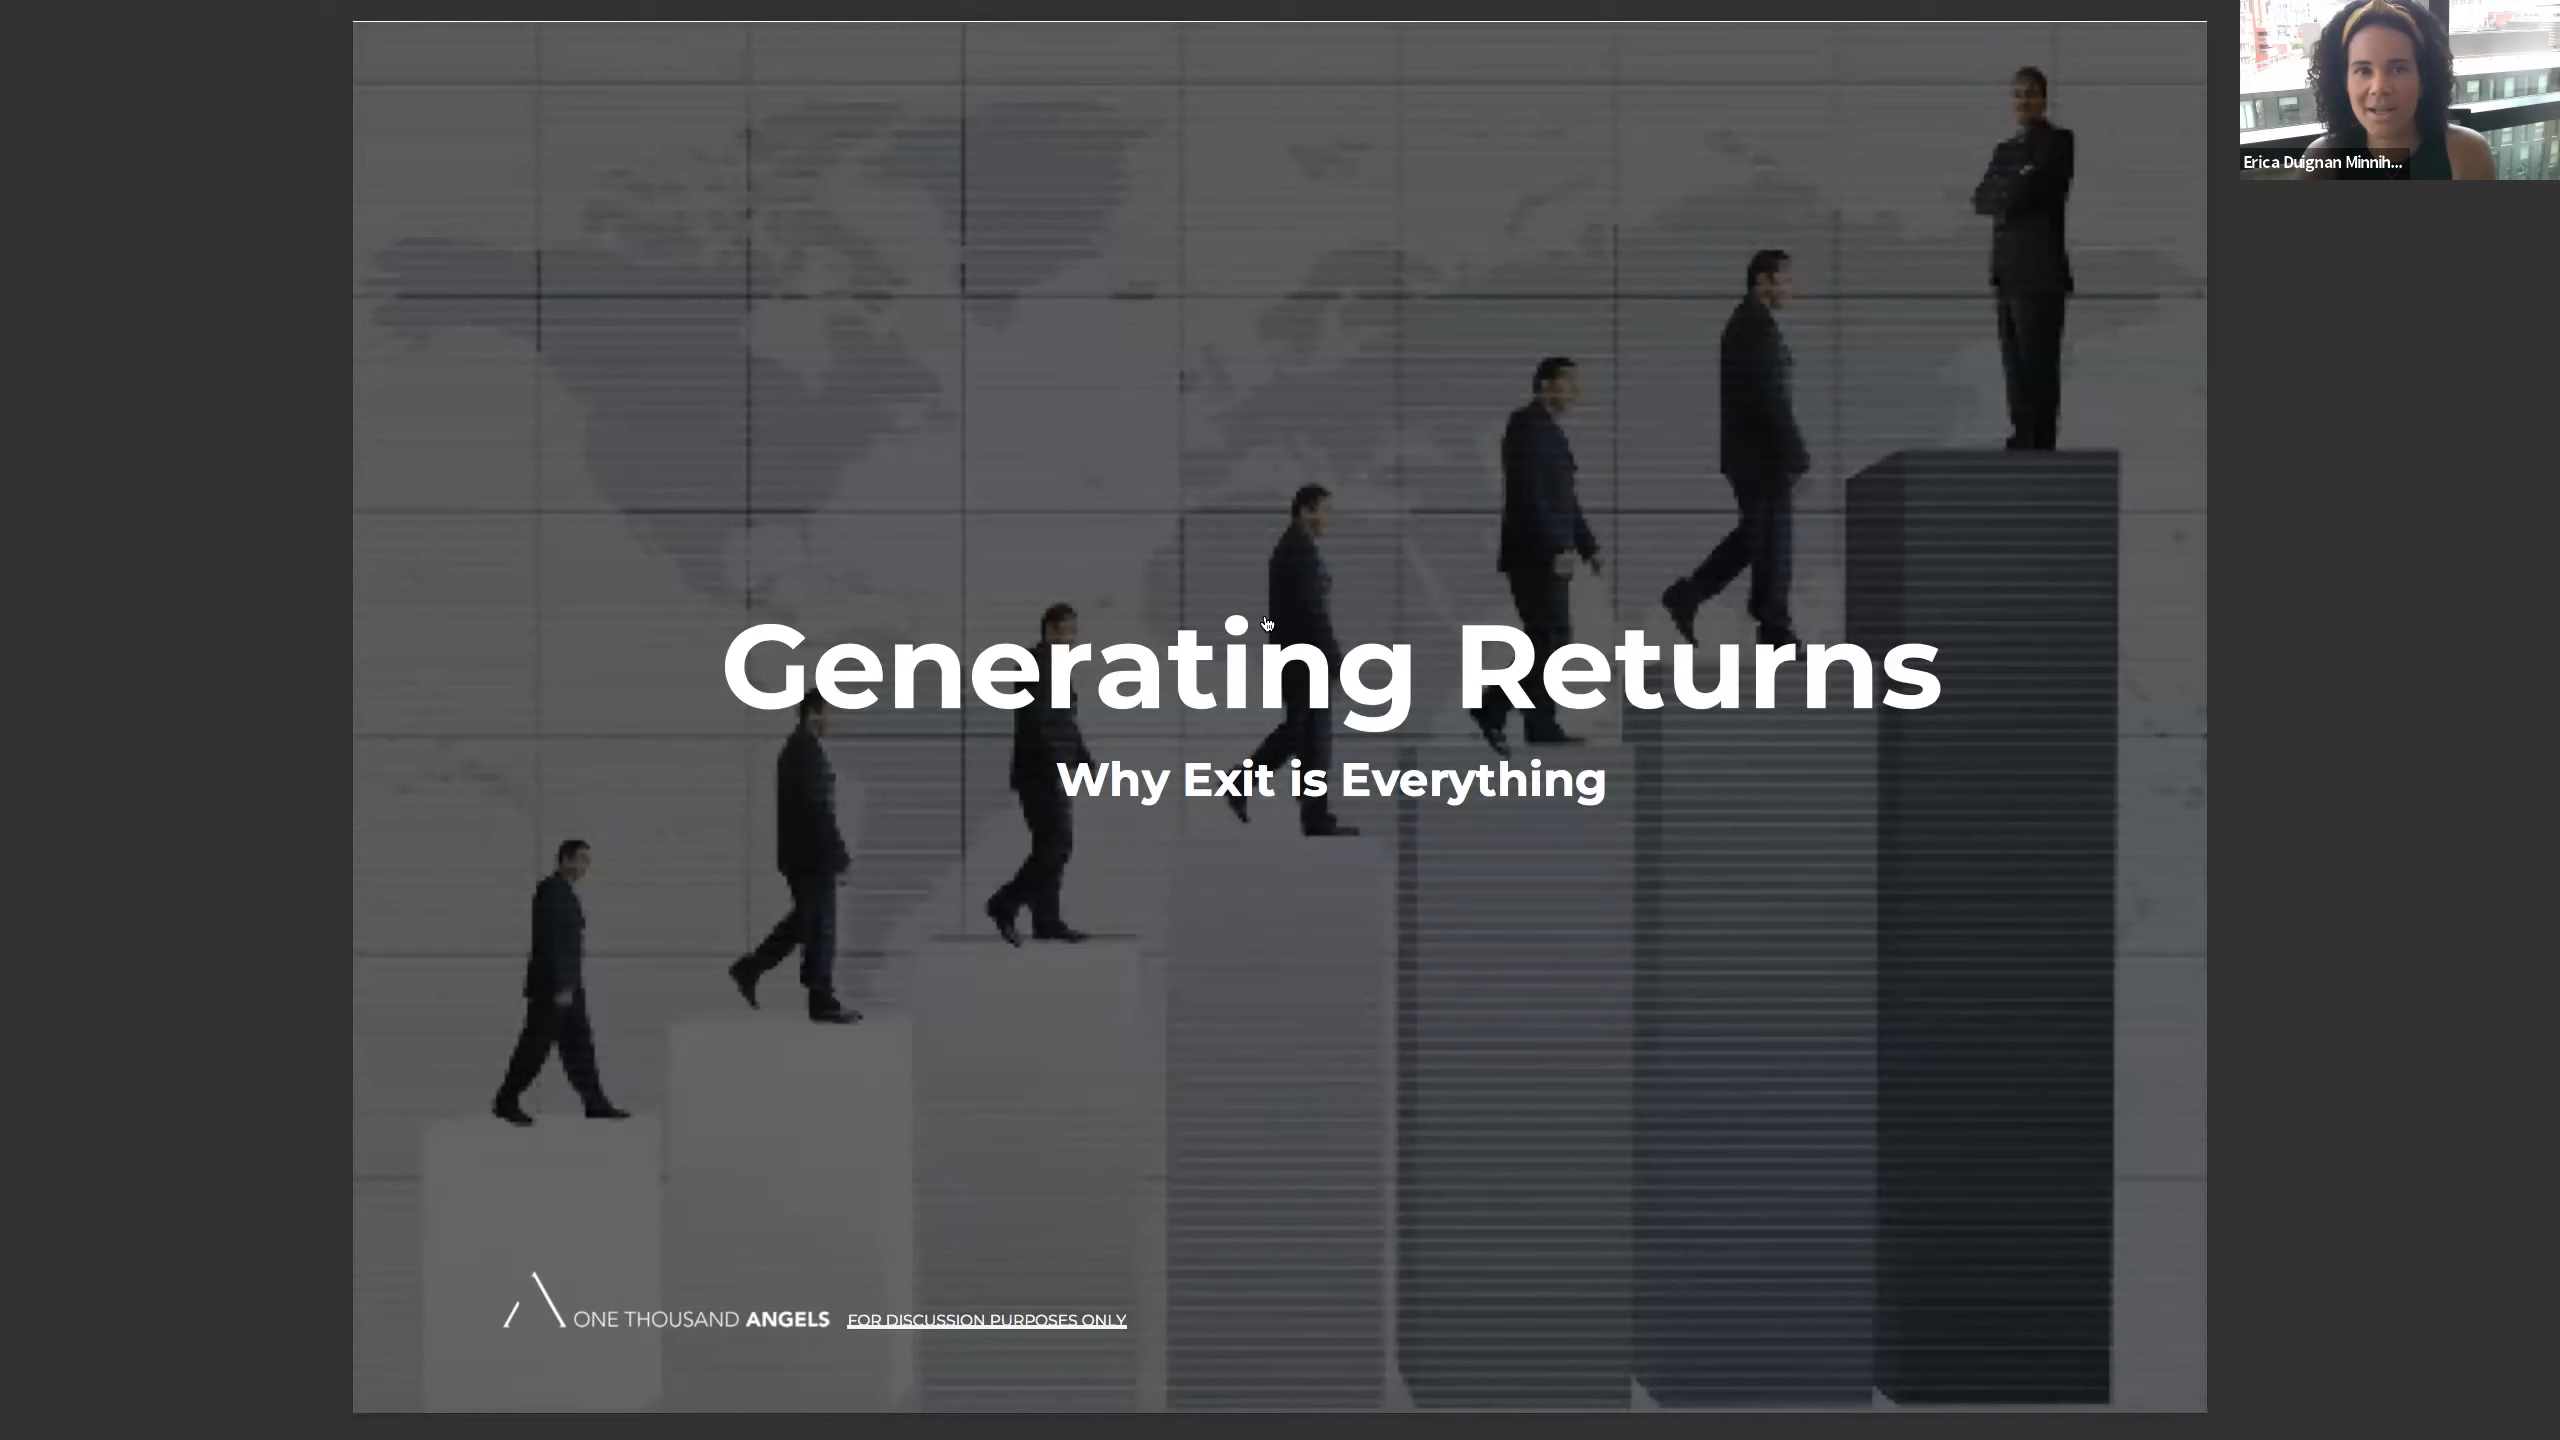 Erica Duignan Minnih...
Generating Returns
Why Exit is Everything
ONE THOUSAND ANGELS FOR DISCUSSION PURPOSES ONLY